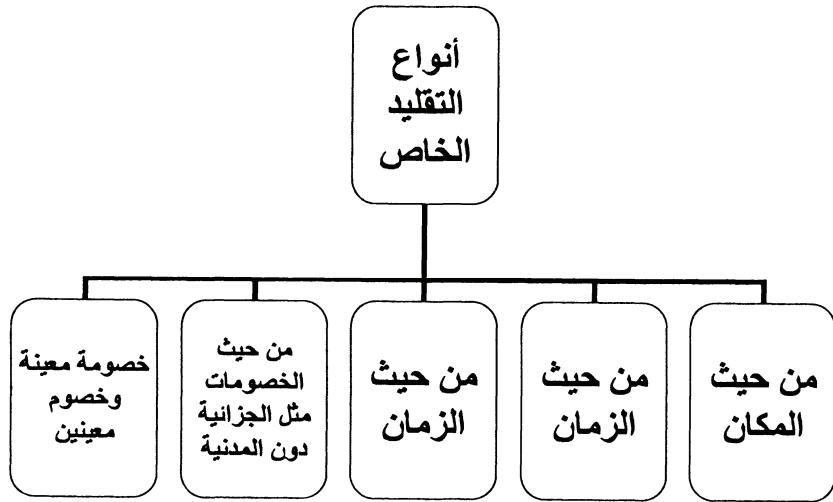 أنواع
التقليد
الخاص
من حيث
المكان
من حيث
الزمان
من حيث
الزمان
من حيث
الخصومات
مثل الجزائية
دون المدنية
خصومة معينة
وخصوم
معينين